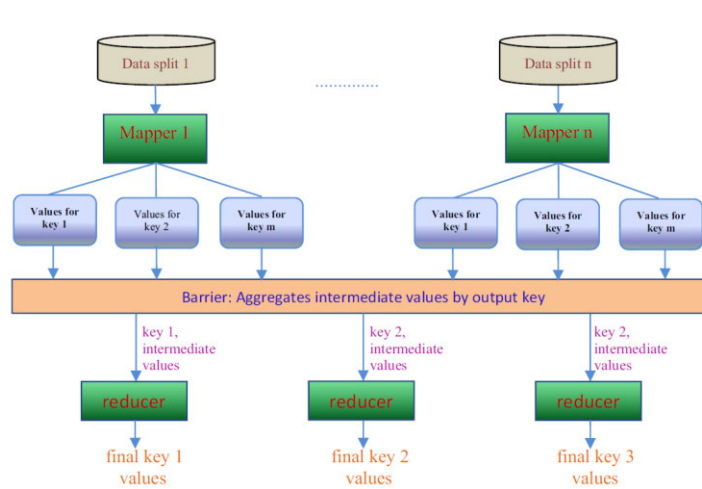 Data split 1
Data split n
Mapper 1
Mapper n
Values for
key 1
Values for
key 2
Values for
key m
Values for
key 1
Values for
key 2
Values for
key m
Barrier: Aggregates intermediate values by output key
key 1,
intermediate
values
key 2,
intermediate
values
key 2,
intermediate
values
reducer
reducer
reducer
final key 1
values
final key 2
values
final key 3
values